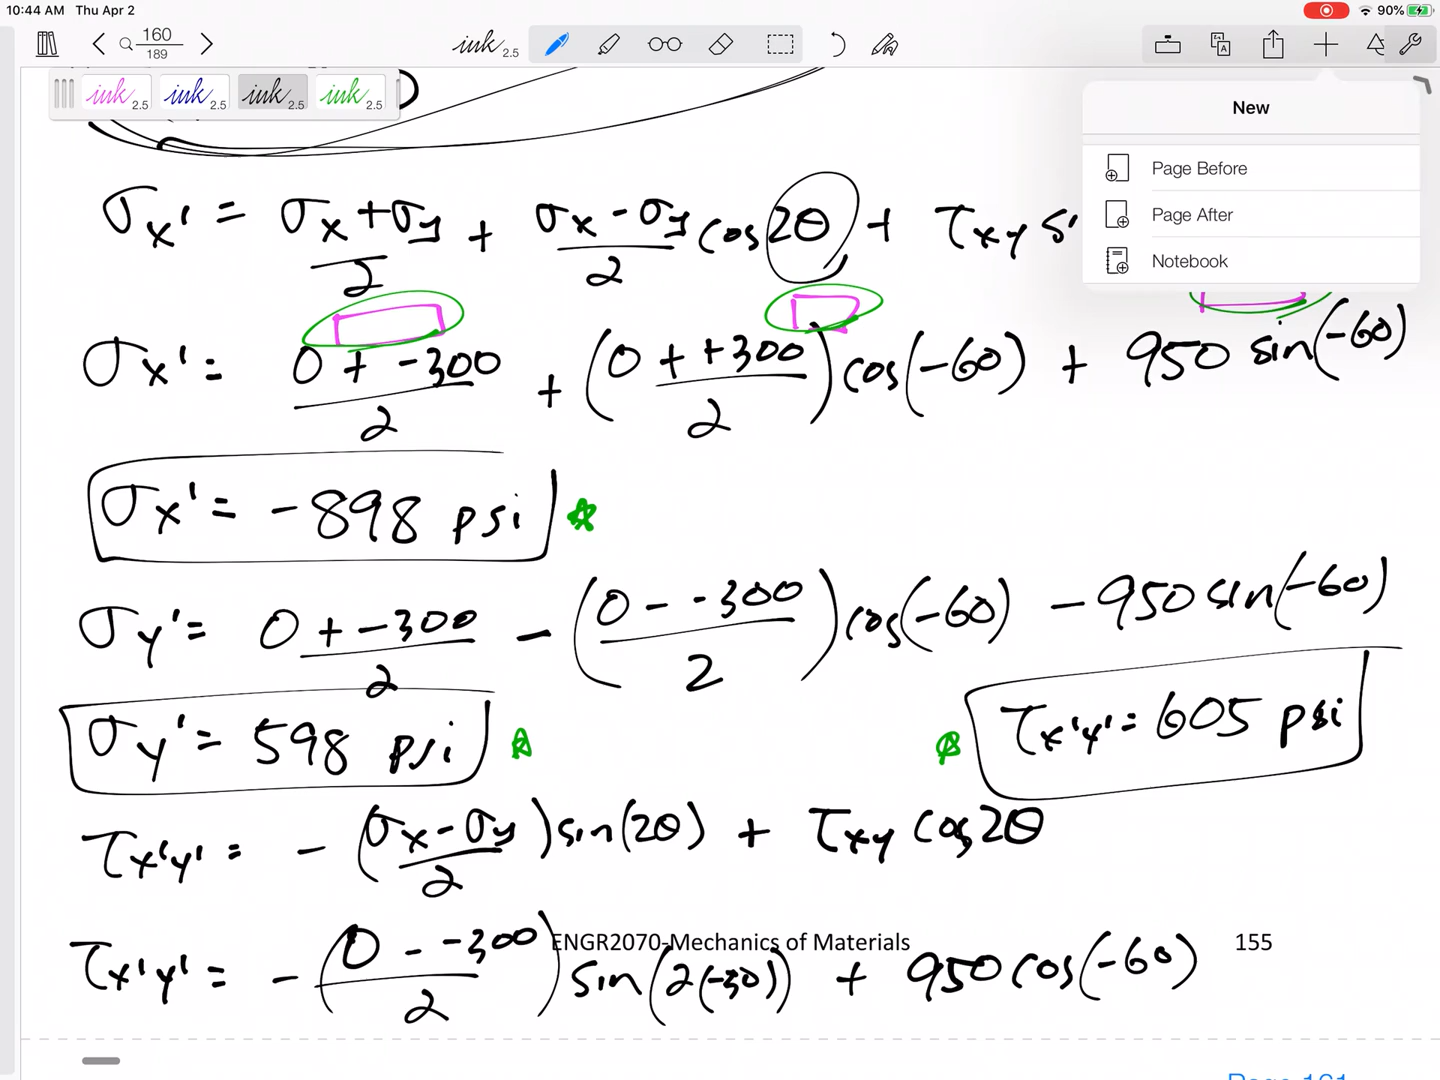 10:44 AM Thu Apr 2 90%
160
189
ink 2.5
ink 2.5 ink 2.5 ink 2.5 ink 2.5
New
Page Before
Page After
Notebook
σx' = (σx + σy)/2 + (σx - σy)/2 cos 2θ + τxy s
σx' = (0 + -300)/2 + ((0 + +300)/2) cos(-60) + 950 sin(-60)
σx' = -898 psi
σy' = (0 + -300)/2 - ((0 - -300)/2) cos(-60) - 950 sin(-60)
σy' = 598 psi
τx'y' = 605 psi
τx'y' = - ((σx - σy)/2) sin(2θ) + τxy cos 2θ
ENGR2070-Mechanics of Materials 155
τx'y' = - ((0 - -300)/2) sin(2(-30)) + 950 cos(-60)
Page 161